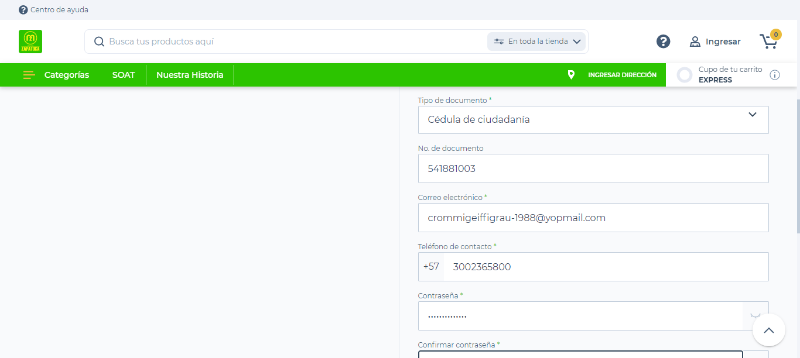 Centro de ayuda
Busca tus productos aquí
En toda la tienda
Ingresar
0
Categorías
SOAT
Nuestra Historia
INGRESAR DIRECCIÓN
Cupo de tu carrito
EXPRESS
Tipo de documento *
Cédula de ciudadanía
No. de documento
541881003
Correo electrónico *
crommigeiffigrau-1988@yopmail.com
Teléfono de contacto *
+57 3002365800
Contraseña *
••••••••••••••
Confirmar contraseña *